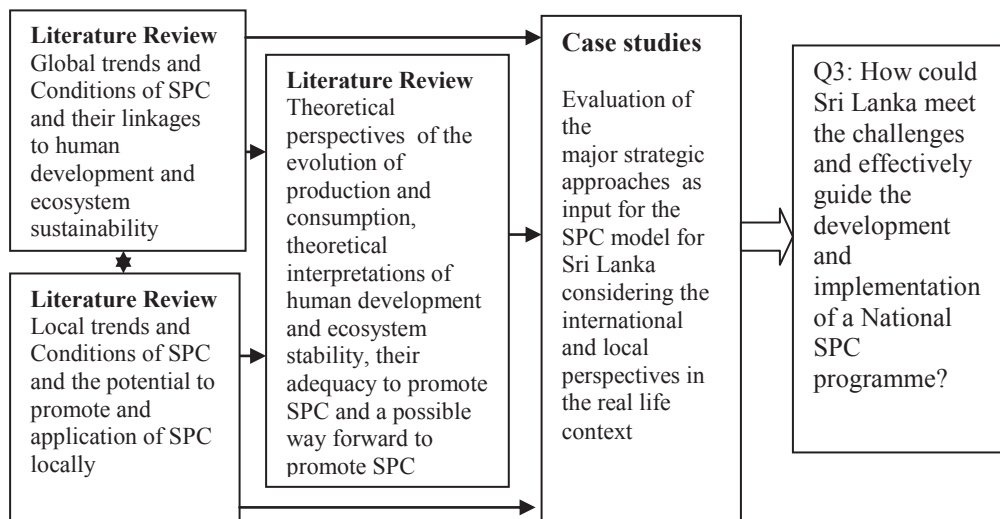 Literature Review
Global trends and
Conditions of SPC
and their linkages
to human
development and
ecosystem
sustainability
Literature Review
Local trends and
Conditions of SPC
and the potential to
promote and
application of SPC
locally
Literature Review
Theoretical
perspectives of the
evolution of
production and
consumption,
theoretical
interpretations of
human development
and ecosystem
stability, their
adequacy to promote
SPC and a possible
way forward to
promote SPC
Case studies
Evaluation of
the
major strategic
approaches as
input for the
SPC model for
Sri Lanka
considering the
international
and local
perspectives in
the real life
context
Q3: How could
Sri Lanka meet
the challenges
and effectively
guide the
development
and
implementation
of a National
SPC
programme?